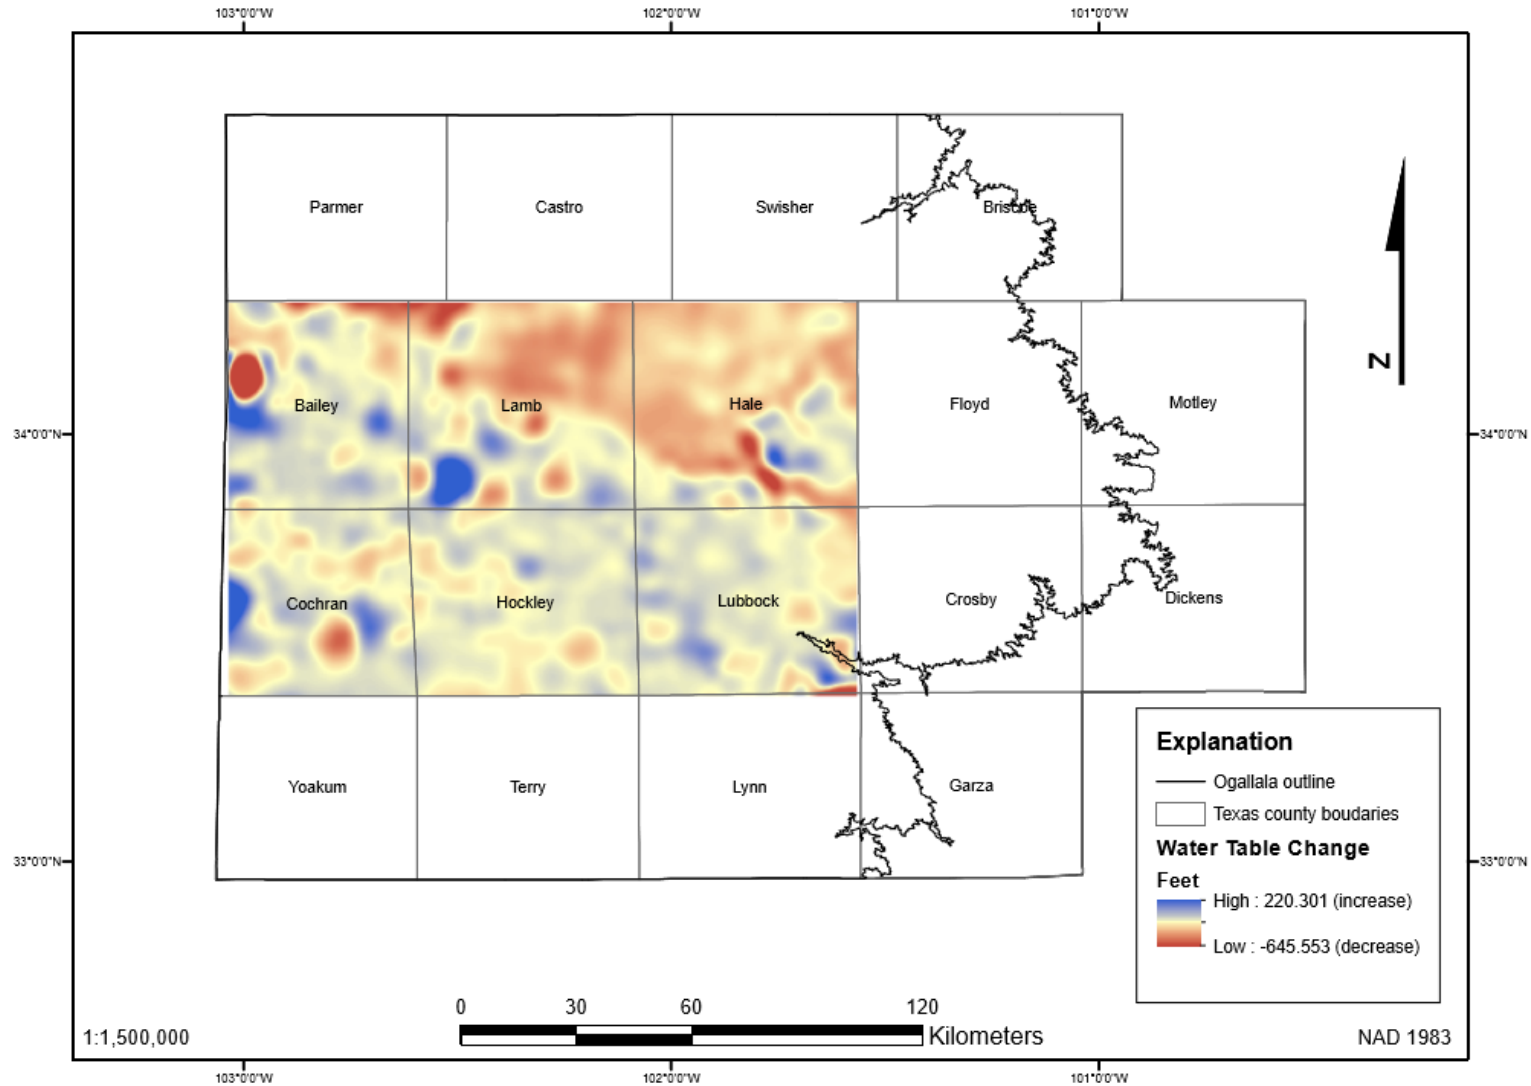 103°0'0"W 102°0'0"W 101°0'0"W
Parmer Castro Swisher Briscoe
N
Bailey Lamb Hale Floyd Motley
34°0'0"N 34°0'0"N
Cochran Hockley Lubbock Crosby Dickens
Yoakum Terry Lynn Garza
Explanation
Ogallala outline
Texas county boudaries
Water Table Change
Feet
High : 220.301 (increase)
Low : -645.553 (decrease)
33°0'0"N 33°0'0"N
0 30 60 120
Kilometers
1:1,500,000 NAD 1983
103°0'0"W 102°0'0"W 101°0'0"W